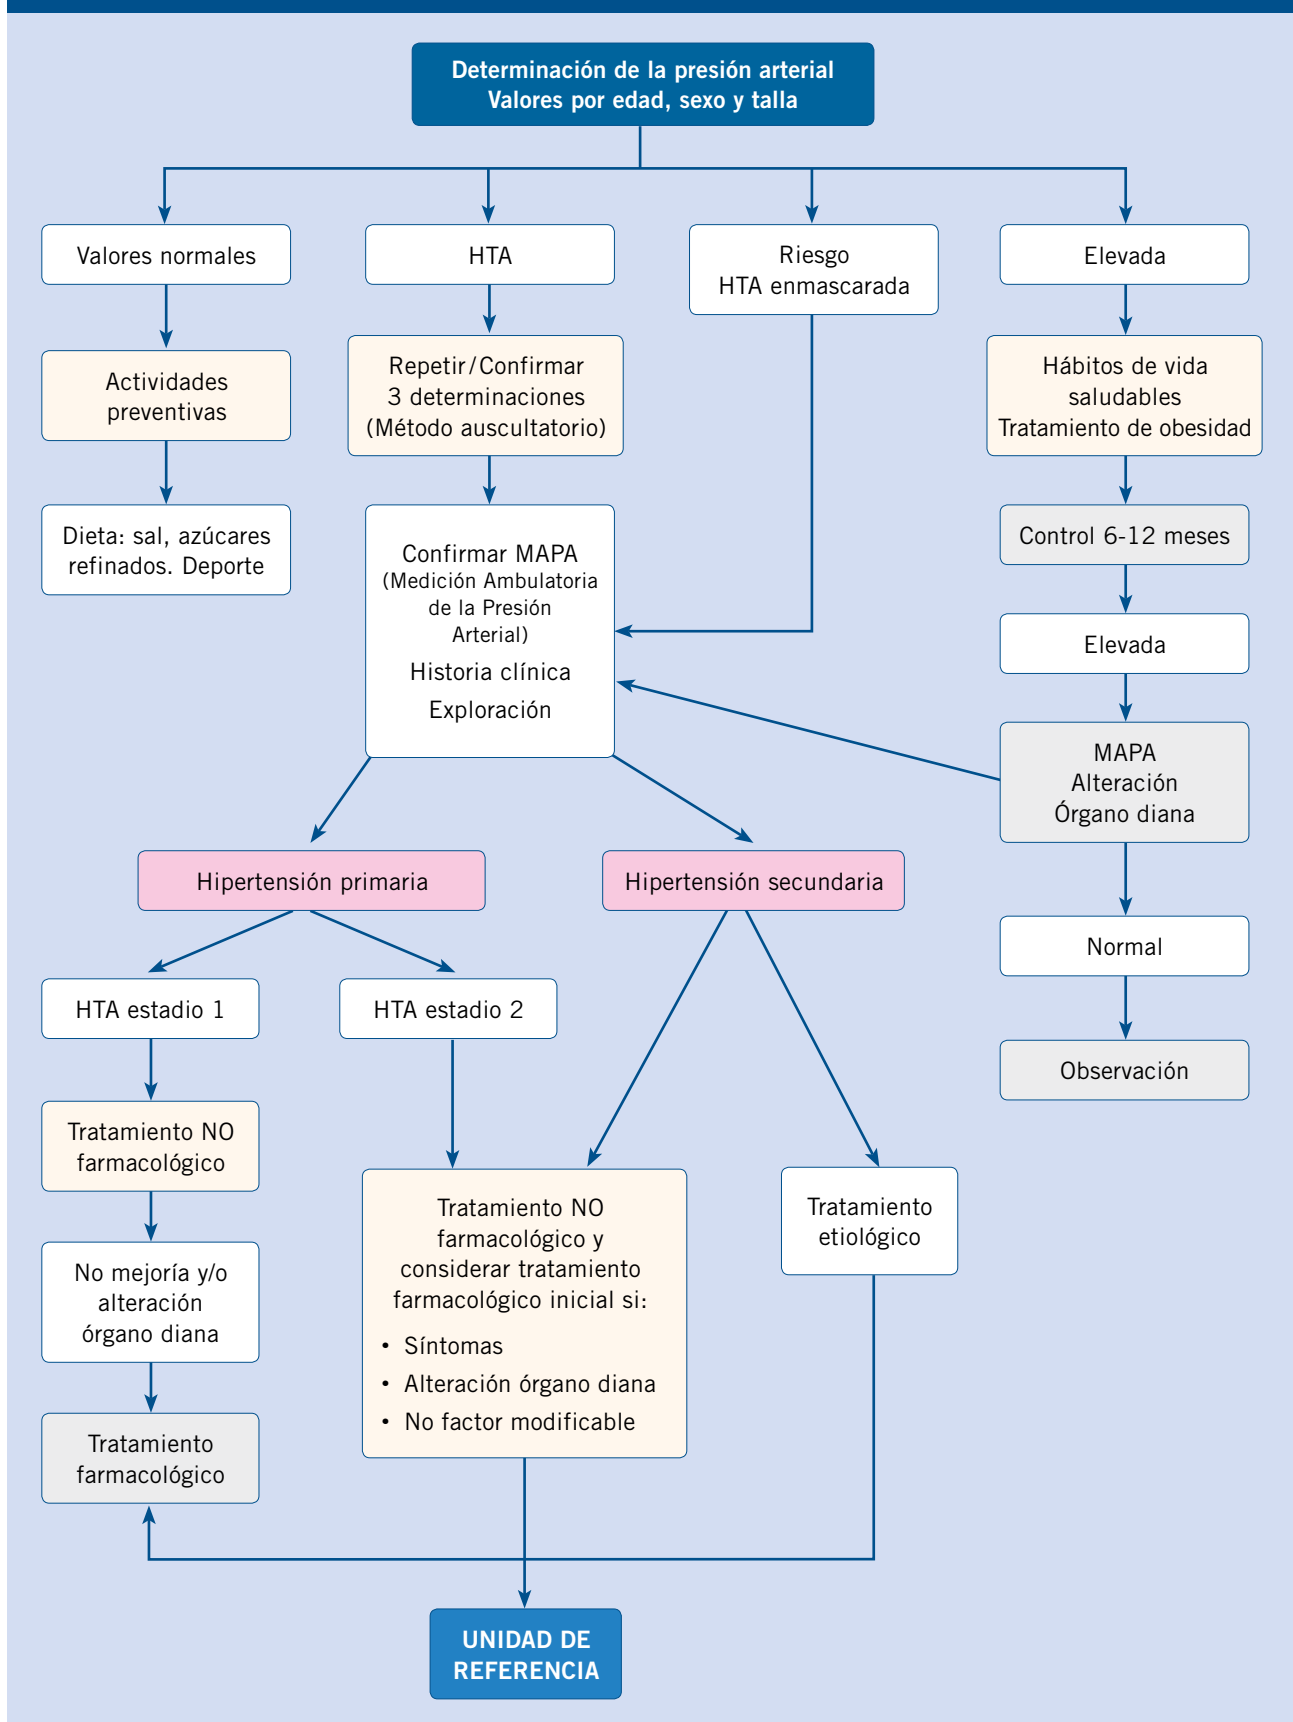 Determinación de la presión arterial
Valores por edad, sexo y talla
Valores normales
HTA
Riesgo
HTA enmascarada
Elevada
Actividades
preventivas
Repetir/Confirmar
3 determinaciones
(Método auscultatorio)
Hábitos de vida
saludables
Tratamiento de obesidad
Dieta: sal, azúcares
refinados. Deporte
Confirmar MAPA
(Medición Ambulatoria
de la Presión
Arterial)
Historia clínica
Exploración
Control 6-12 meses
Elevada
MAPA
Alteración
Órgano diana
Hipertensión primaria
Hipertensión secundaria
Normal
HTA estadio 1
HTA estadio 2
Observación
Tratamiento NO
farmacológico
Tratamiento NO
farmacológico y
considerar tratamiento
farmacológico inicial si:
• Síntomas
• Alteración órgano diana
• No factor modificable
Tratamiento
etiológico
No mejoría y/o
alteración
órgano diana
Tratamiento
farmacológico
UNIDAD DE
REFERENCIA